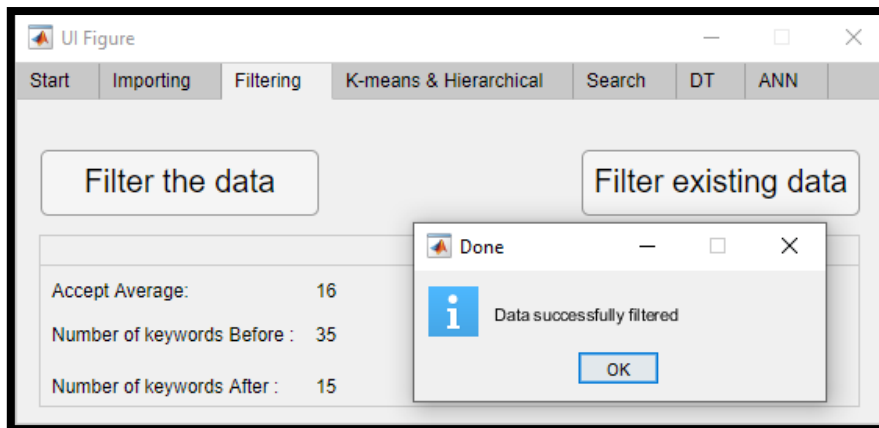 UI Figure
Start Importing Filtering K-means & Hierarchical Search DT ANN
Filter the data
Filter existing data
Done
Data successfully filtered
OK
Accept Average: 16
Number of keywords Before : 35
Number of keywords After : 15